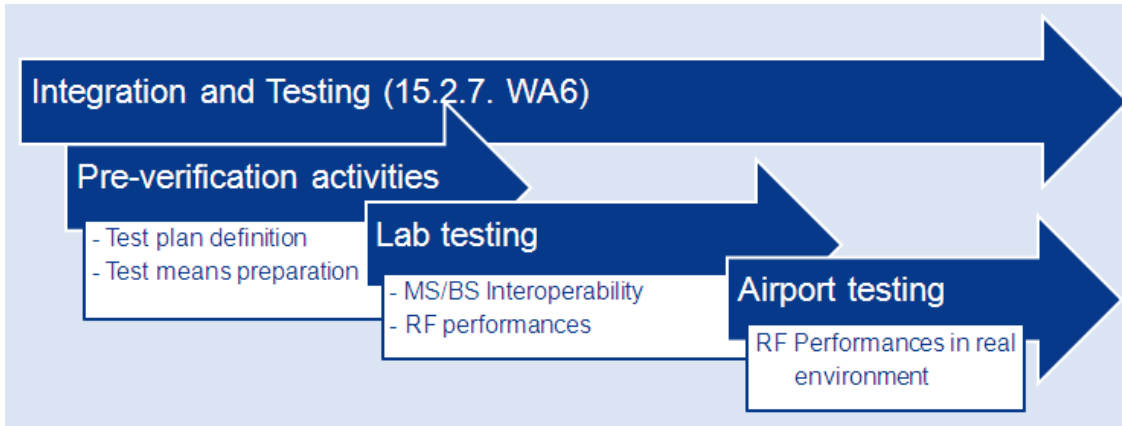 Integration and Testing (15.2.7. WA6)
Pre-verification activities
- Test plan definition
- Test means preparation
Lab testing
- MS/BS Interoperability
- RF performances
Airport testing
RF Performances in real
environment